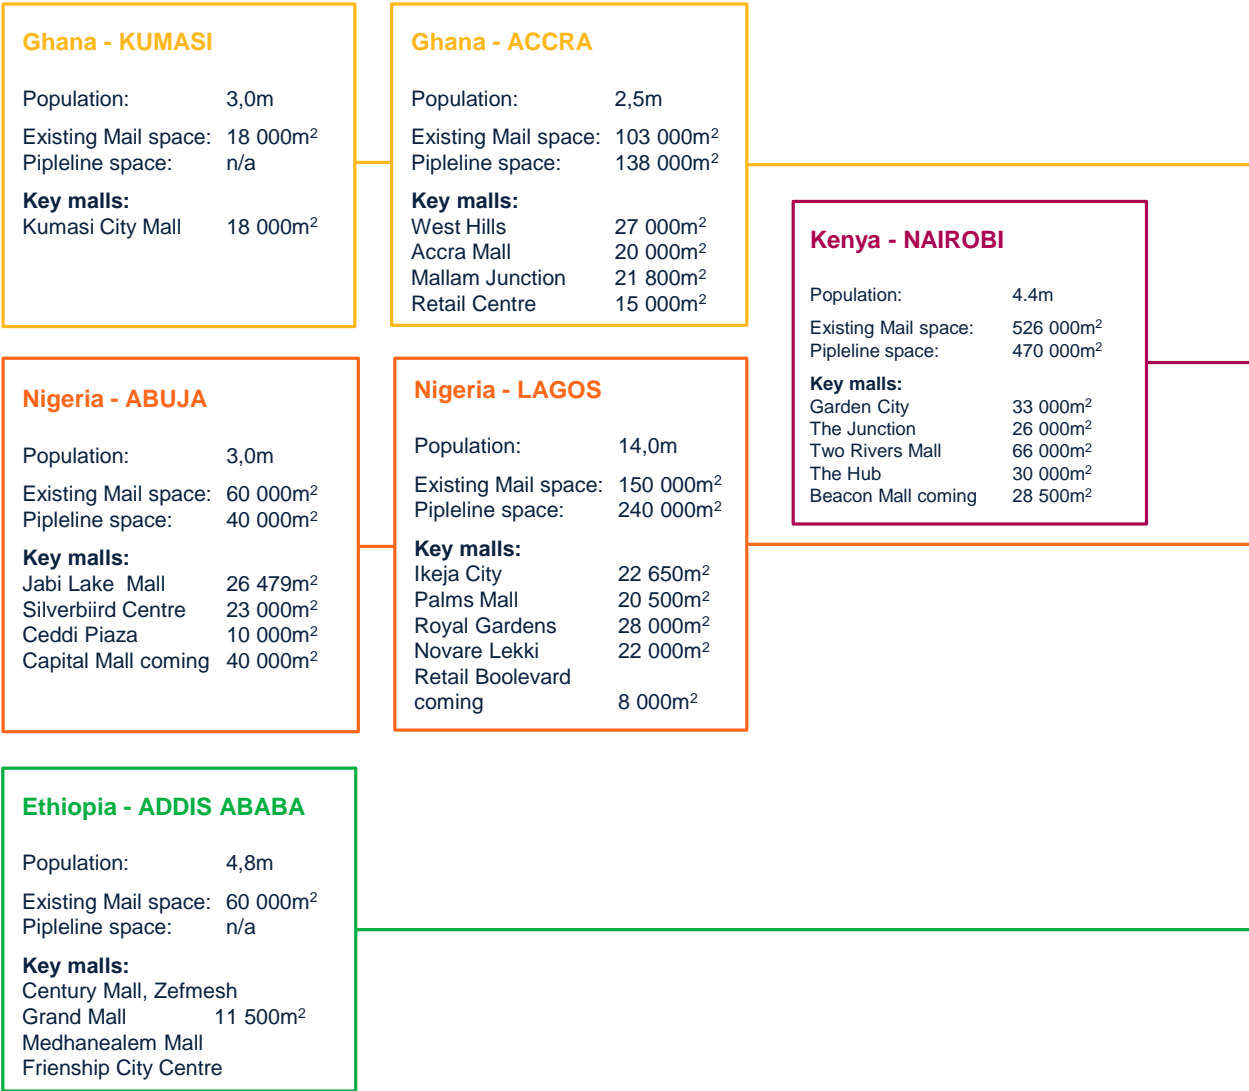 Ghana - KUMASI
Population: 3,0m
Existing Mail space: 18 000m²
Pipleline space: n/a
Key malls:
Kumasi City Mall 18 000m²
Ghana - ACCRA
Population: 2,5m
Existing Mail space: 103 000m²
Pipleline space: 138 000m²
Key malls:
West Hills 27 000m²
Accra Mall 20 000m²
Mallam Junction 21 800m²
Retail Centre 15 000m²
Kenya - NAIROBI
Population: 4.4m
Existing Mail space: 526 000m²
Pipleline space: 470 000m²
Key malls:
Garden City 33 000m²
The Junction 26 000m²
Two Rivers Mall 66 000m²
The Hub 30 000m²
Beacon Mall coming 28 500m²
Nigeria - ABUJA
Population: 3,0m
Existing Mail space: 60 000m²
Pipleline space: 40 000m²
Key malls:
Jabi Lake Mall 26 479m²
Silverbiird Centre 23 000m²
Ceddi Piaza 10 000m²
Capital Mall coming 40 000m²
Nigeria - LAGOS
Population: 14,0m
Existing Mail space: 150 000m²
Pipleline space: 240 000m²
Key malls:
Ikeja City 22 650m²
Palms Mall 20 500m²
Royal Gardens 28 000m²
Novare Lekki 22 000m²
Retail Boolevard
coming 8 000m²
Ethiopia - ADDIS ABABA
Population: 4,8m
Existing Mail space: 60 000m²
Pipleline space: n/a
Key malls:
Century Mall, Zefmesh
Grand Mall 11 500m²
Medhanealem Mall
Frienship City Centre